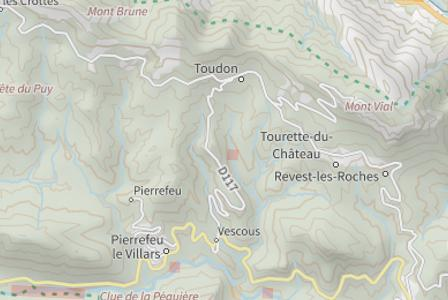 les Crottes
Mont Brune
Toudon
ête du Puy
Mont Vial
Tourette-du-
Château
Revest-les-Roches
D117
Pierrefeu
Vescous
Pierrefeu
le Villars
Clue de la Péguière